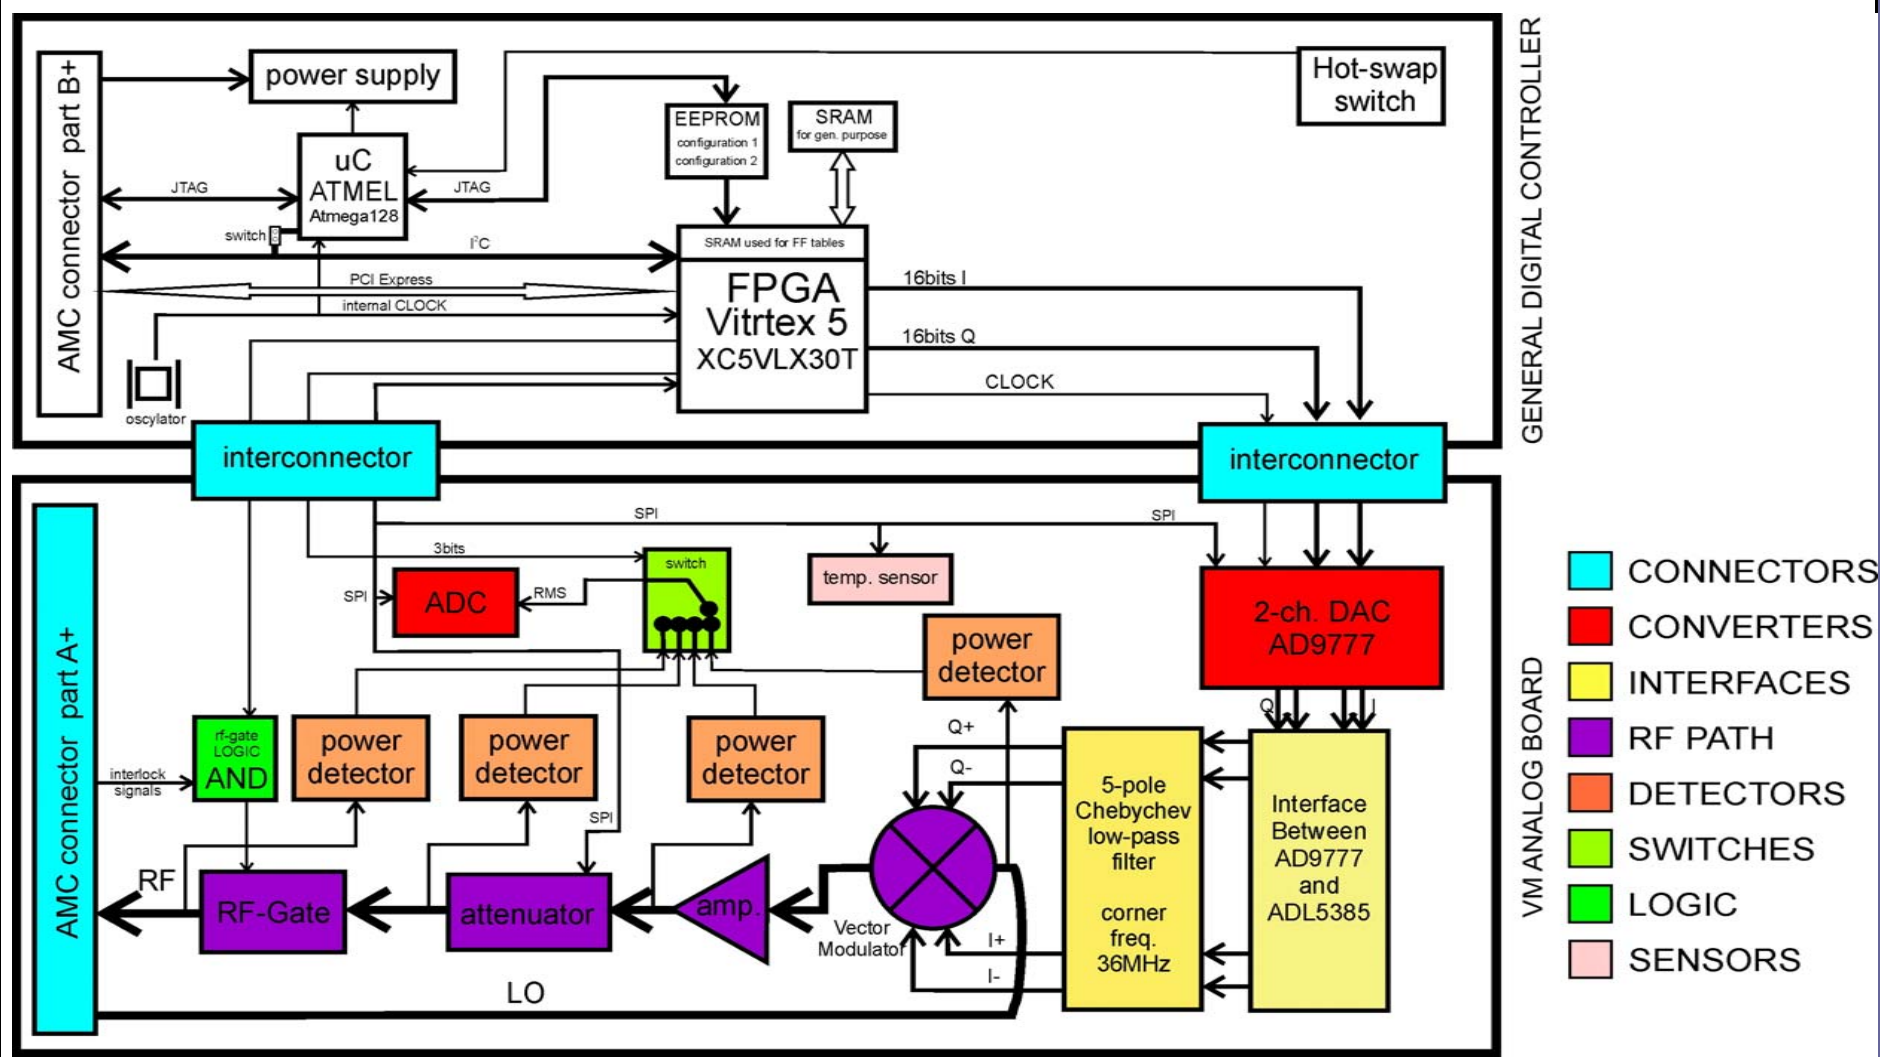 AMC connector part B+
power supply
uC
ATMEL
Atmega128
JTAG
JTAG
switch
I²C
PCI Express
internal CLOCK
oscylator
EEPROM
configuration 1
configuration 2
SRAM
for gen. purpose
SRAM used for FF tables
FPGA
Vitrtex 5
XC5VLX30T
16bits I
16bits Q
CLOCK
Hot-swap
switch
GENERAL DIGITAL CONTROLLER
interconnector
interconnector
AMC connector part A+
SPI
SPI
3bits
SPI
ADC
RMS
switch
temp. sensor
2-ch. DAC
AD9777
Q
I
power
detector
rf-gate
LOGIC
AND
interlock
signals
power
detector
power
detector
power
detector
SPI
Q+
Q-
I+
I-
5-pole
Chebychev
low-pass
filter
corner
freq.
36MHz
Interface
Between
AD9777
and
ADL5385
RF
RF-Gate
attenuator
amp.
Vector
Modulator
LO
VM ANALOG BOARD
CONNECTORS
CONVERTERS
INTERFACES
RF PATH
DETECTORS
SWITCHES
LOGIC
SENSORS